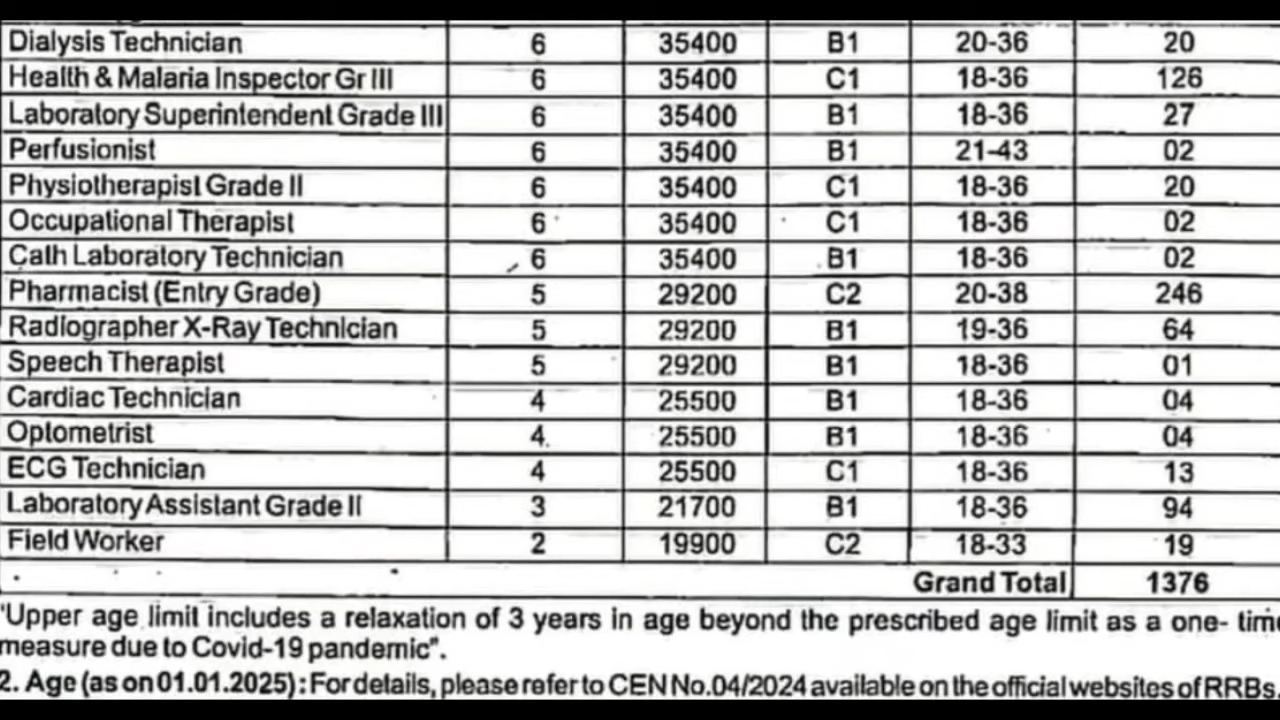 Dialysis Technician 6 35400 B1 20-36 20
Health & Malaria Inspector Gr III 6 35400 C1 18-36 126
Laboratory Superintendent Grade III 6 35400 B1 18-36 27
Perfusionist 6 35400 B1 21-43 02
Physiotherapist Grade II 6 35400 C1 18-36 20
Occupational Therapist 6 35400 C1 18-36 02
Cath Laboratory Technician 6 35400 B1 18-36 02
Pharmacist (Entry Grade) 5 29200 C2 20-38 246
Radiographer X-Ray Technician 5 29200 B1 19-36 64
Speech Therapist 5 29200 B1 18-36 01
Cardiac Technician 4 25500 B1 18-36 04
Optometrist 4 25500 B1 18-36 04
ECG Technician 4 25500 C1 18-36 13
Laboratory Assistant Grade II 3 21700 B1 18-36 94
Field Worker 2 19900 C2 18-33 19
Grand Total 1376
"Upper age limit includes a relaxation of 3 years in age beyond the prescribed age limit as a one- time
measure due to Covid-19 pandemic".
2. Age (as on 01.01.2025) : For details, please refer to CEN No.04/2024 available on the official websites of RRBs.